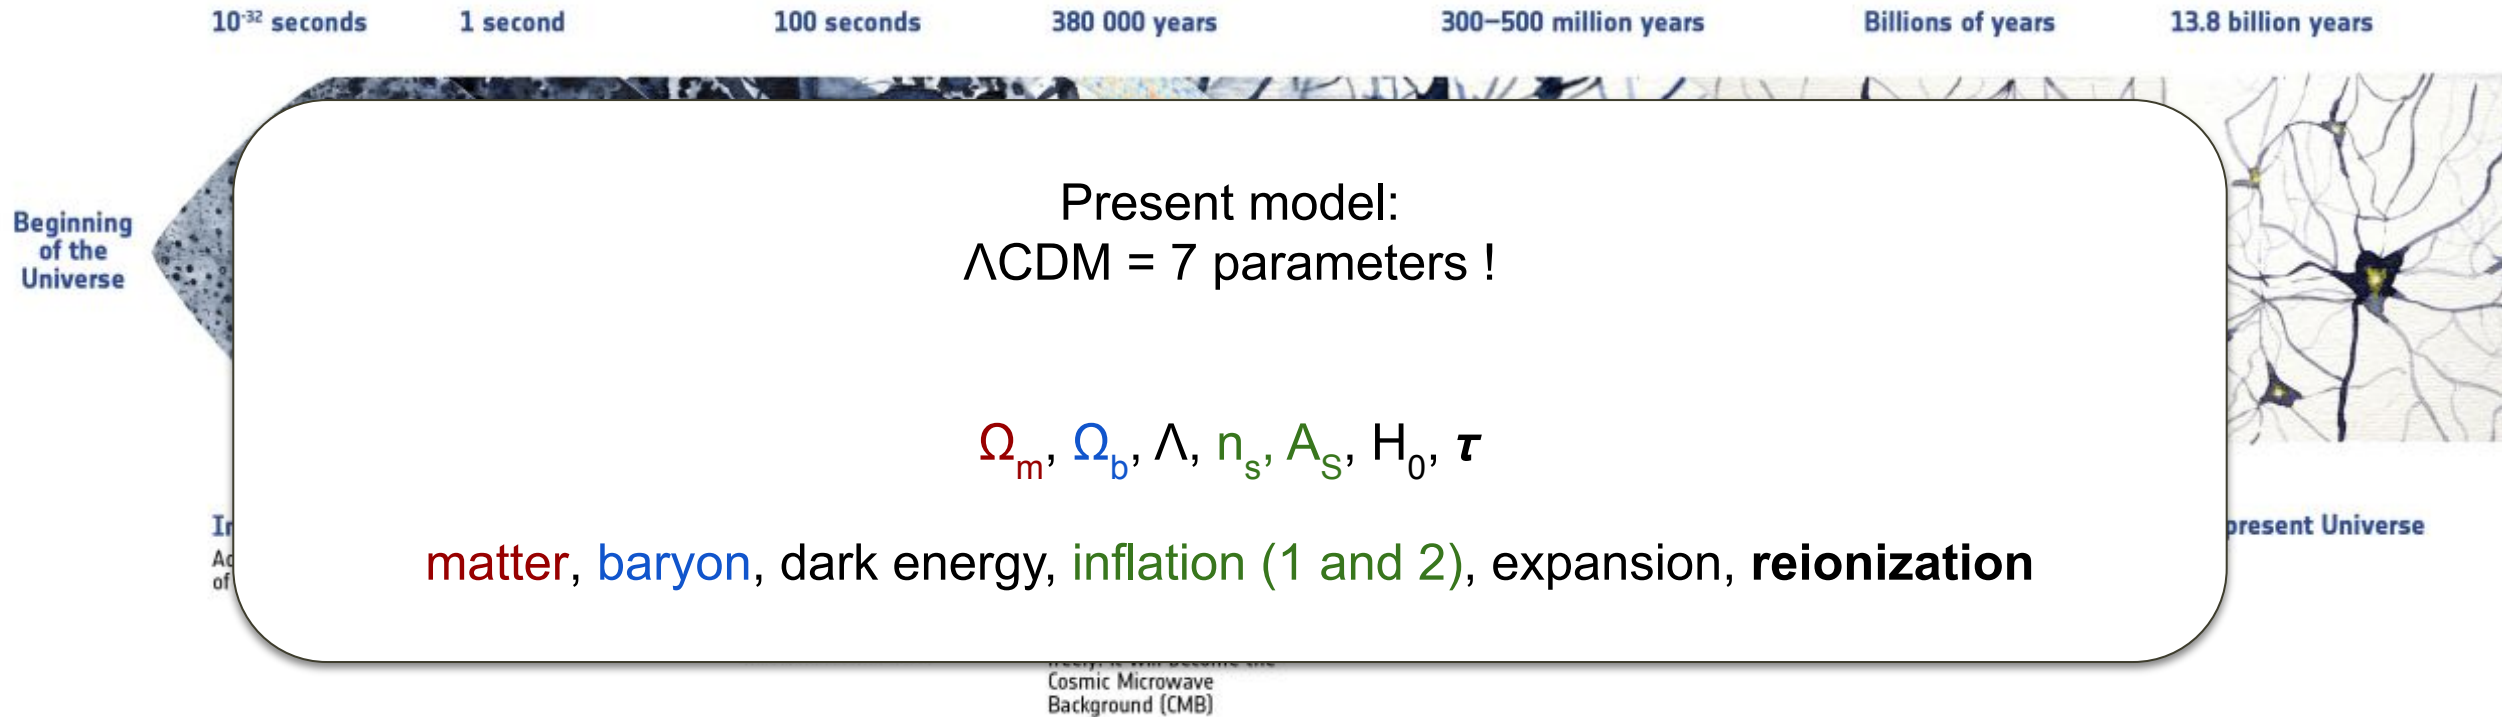 10⁻³² seconds
1 second
100 seconds
380 000 years
300–500 million years
Billions of years
13.8 billion years
Beginning
of the
Universe
Present model:
ΛCDM = 7 parameters !
Ωm, Ωb, Λ, ns, AS, H0, τ
matter, baryon, dark energy, inflation (1 and 2), expansion, reionization
of
present Universe
Cosmic Microwave
Background (CMB)